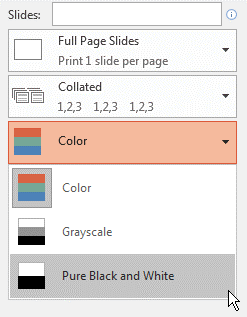 Slides:
Full Page Slides
Print 1 slide per page
Collated
1,2,3 1,2,3 1,2,3
Color
Color
Grayscale
Pure Black and White